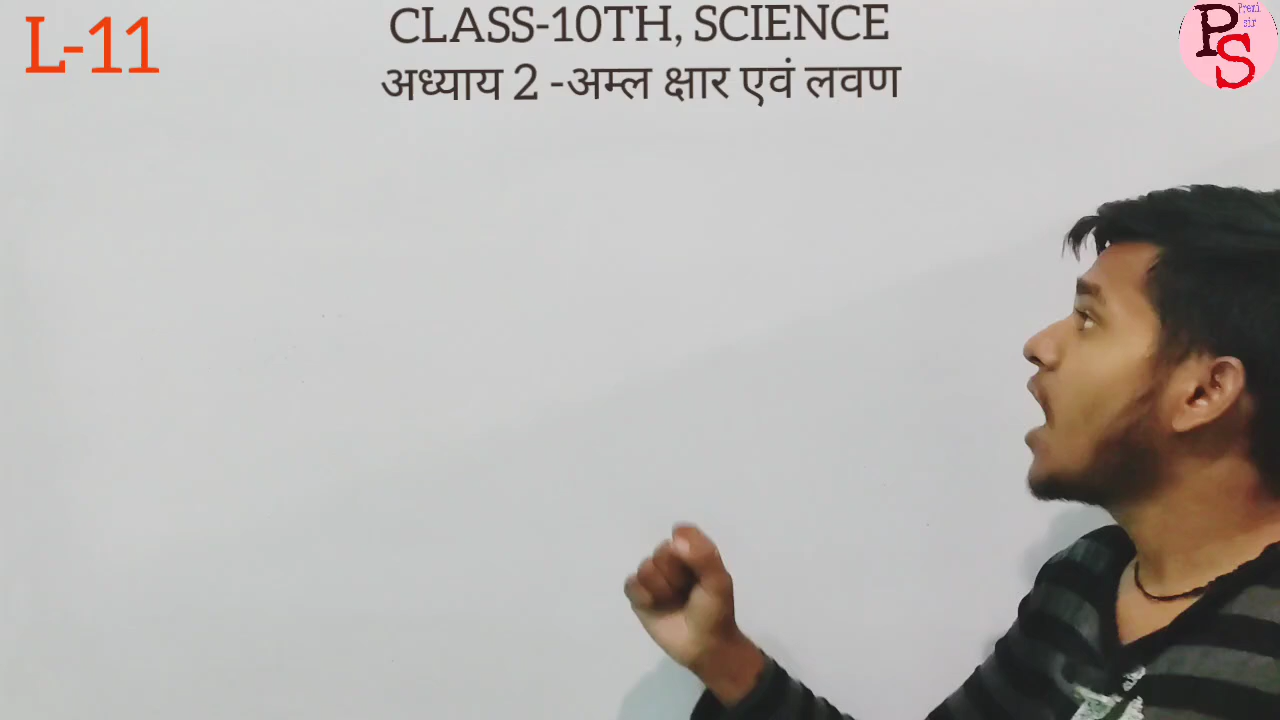 L-11
CLASS-10TH, SCIENCE
अध्याय 2 -अम्ल क्षार एवं लवण
PS